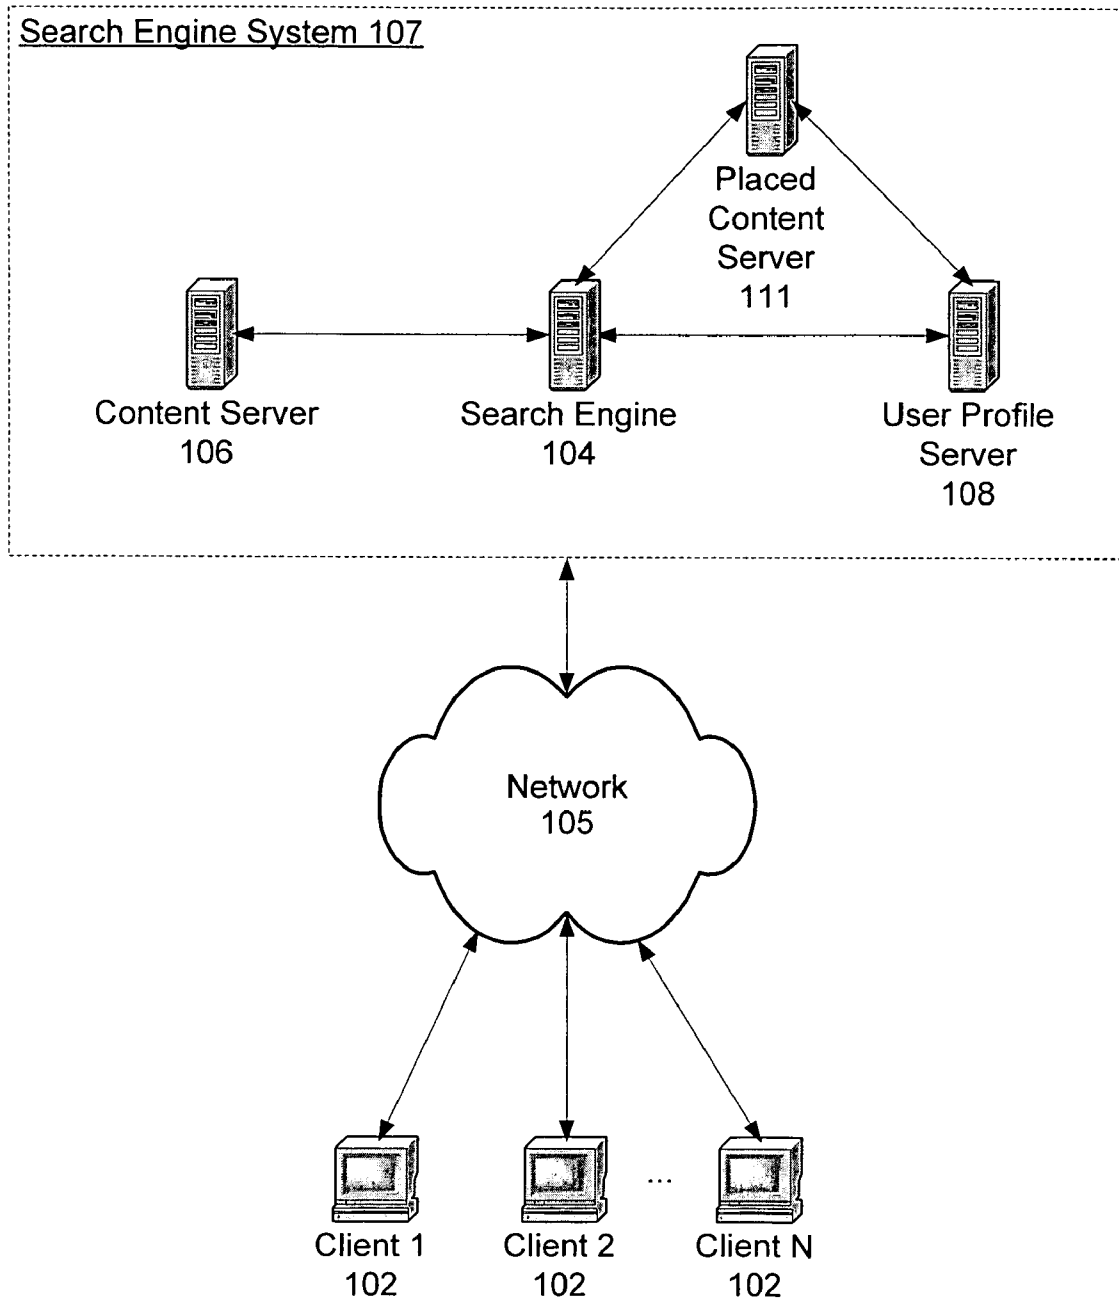 Search Engine System 107
Placed
Content
Server
111
Content Server
106
Search Engine
104
User Profile
Server
108
Network
105
Client 1
102
Client 2
102
...
Client N
102